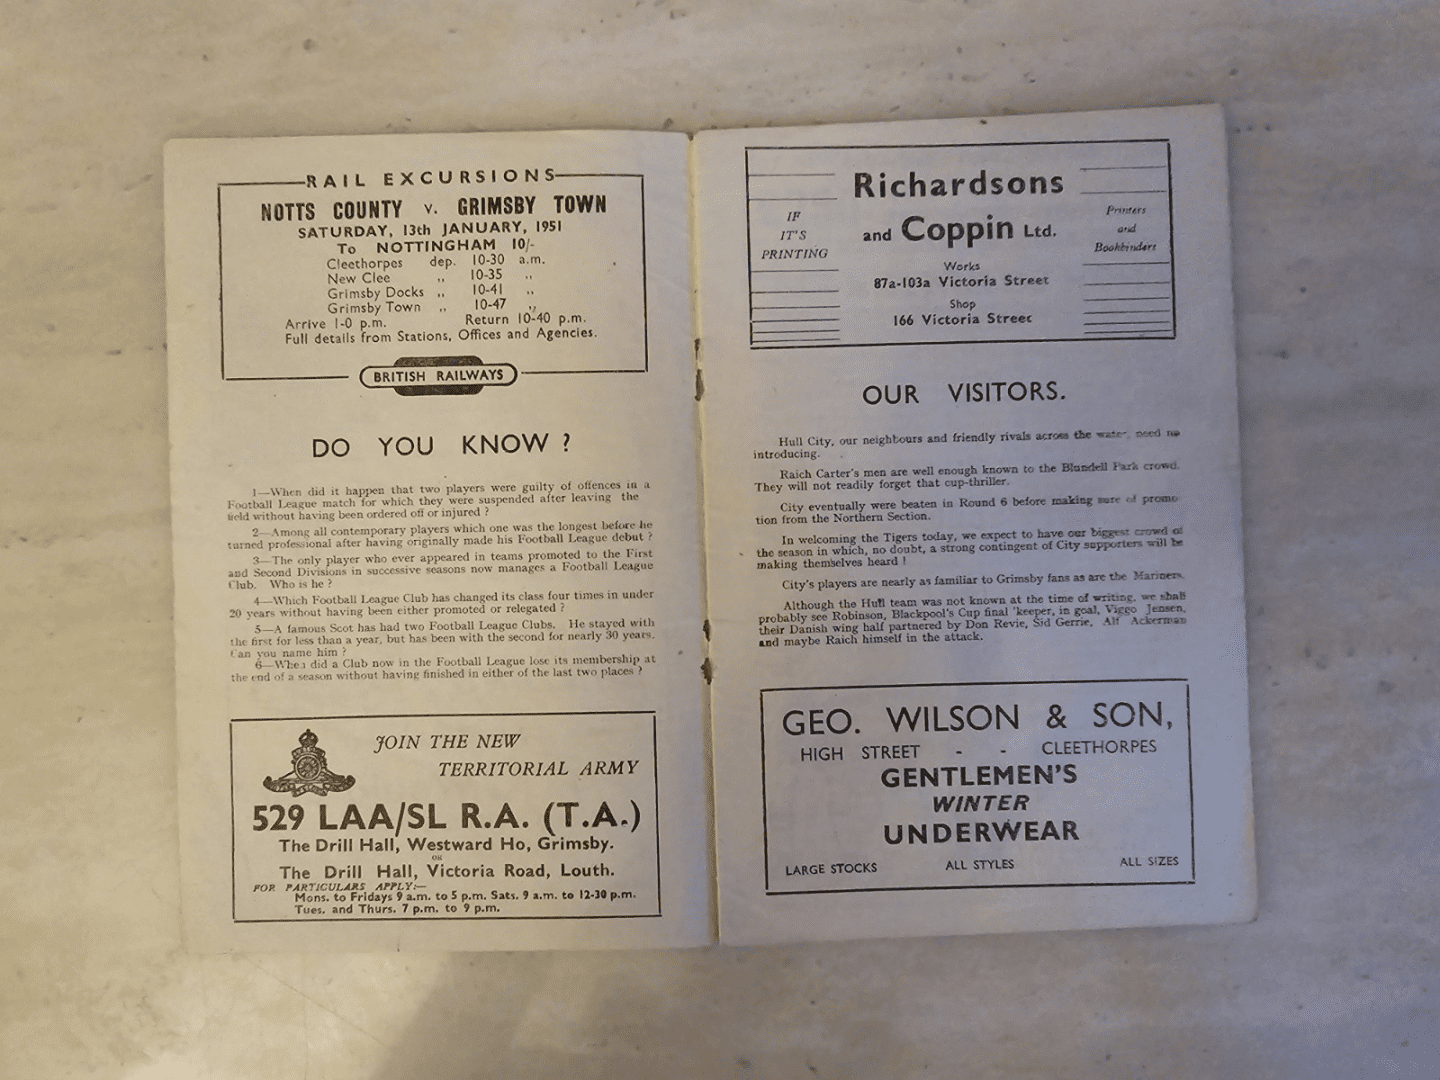 RAIL EXCURSIONS
NOTTS COUNTY v. GRIMSBY TOWN
SATURDAY, 13th JANUARY, 1951
To NOTTINGHAM 10/-
Cleethorpes dep. 10-30 a.m.
New Clee ,, 10-35 ,,
Grimsby Docks ,, 10-41 ,,
Grimsby Town ,, 10-47 ,,
Arrive 1-0 p.m. Return 10-40 p.m.
Full details from Stations, Offices and Agencies.
BRITISH RAILWAYS
DO YOU KNOW ?
1—When did it happen that two players were guilty of offences in a
Football League match for which they were suspended after leaving the
field without having been ordered off or injured ?
2—Among all contemporary players which one was the longest before he
turned professional after having originally made his Football League debut ?
3—The only player who ever appeared in teams promoted to the First
and Second Divisions in successive seasons now manages a Football League
Club. Who is he ?
4—Which Football League Club has changed its class four times in under
20 years without having been either promoted or relegated ?
5—A famous Scot has had two Football League Clubs. He stayed with
the first for less than a year, but has been with the second for nearly 30 years.
Can you name him ?
6—When did a Club now in the Football League lose its membership at
the end of a season without having finished in either of the last two places ?
JOIN THE NEW
TERRITORIAL ARMY
529 LAA/SL R.A. (T.A.)
The Drill Hall, Westward Ho, Grimsby.
OR
The Drill Hall, Victoria Road, Louth.
FOR PARTICULARS APPLY:—
Mons. to Fridays 9 a.m. to 5 p.m. Sats. 9 a.m. to 12-30 p.m.
Tues. and Thurs. 7 p.m. to 9 p.m.
IF
IT'S
PRINTING
Richardsons
and Coppin Ltd.
Works
87a-103a Victoria Street
Shop
166 Victoria Street
Printers
and
Bookbinders
OUR VISITORS.
Hull City, our neighbours and friendly rivals across the water, need no
introducing.
Raich Carter's men are well enough known to the Blundell Park crowd.
They will not readily forget that cup-thriller.
City eventually were beaten in Round 6 before making sure of promo-
tion from the Northern Section.
In welcoming the Tigers today, we expect to have our biggest crowd of
the season in which, no doubt, a strong contingent of City supporters will be
making themselves heard !
City's players are nearly as familiar to Grimsby fans as are the Mariners.
Although the Hull team was not known at the time of writing, we shall
probably see Robinson, Blackpool's Cup final 'keeper, in goal, Viggo Jensen,
their Danish wing half partnered by Don Revie, Sid Gerrie, Alf Ackerman
and maybe Raich himself in the attack.
GEO. WILSON & SON,
HIGH STREET - - CLEETHORPES
GENTLEMEN'S
WINTER
UNDERWEAR
LARGE STOCKS ALL STYLES ALL SIZES